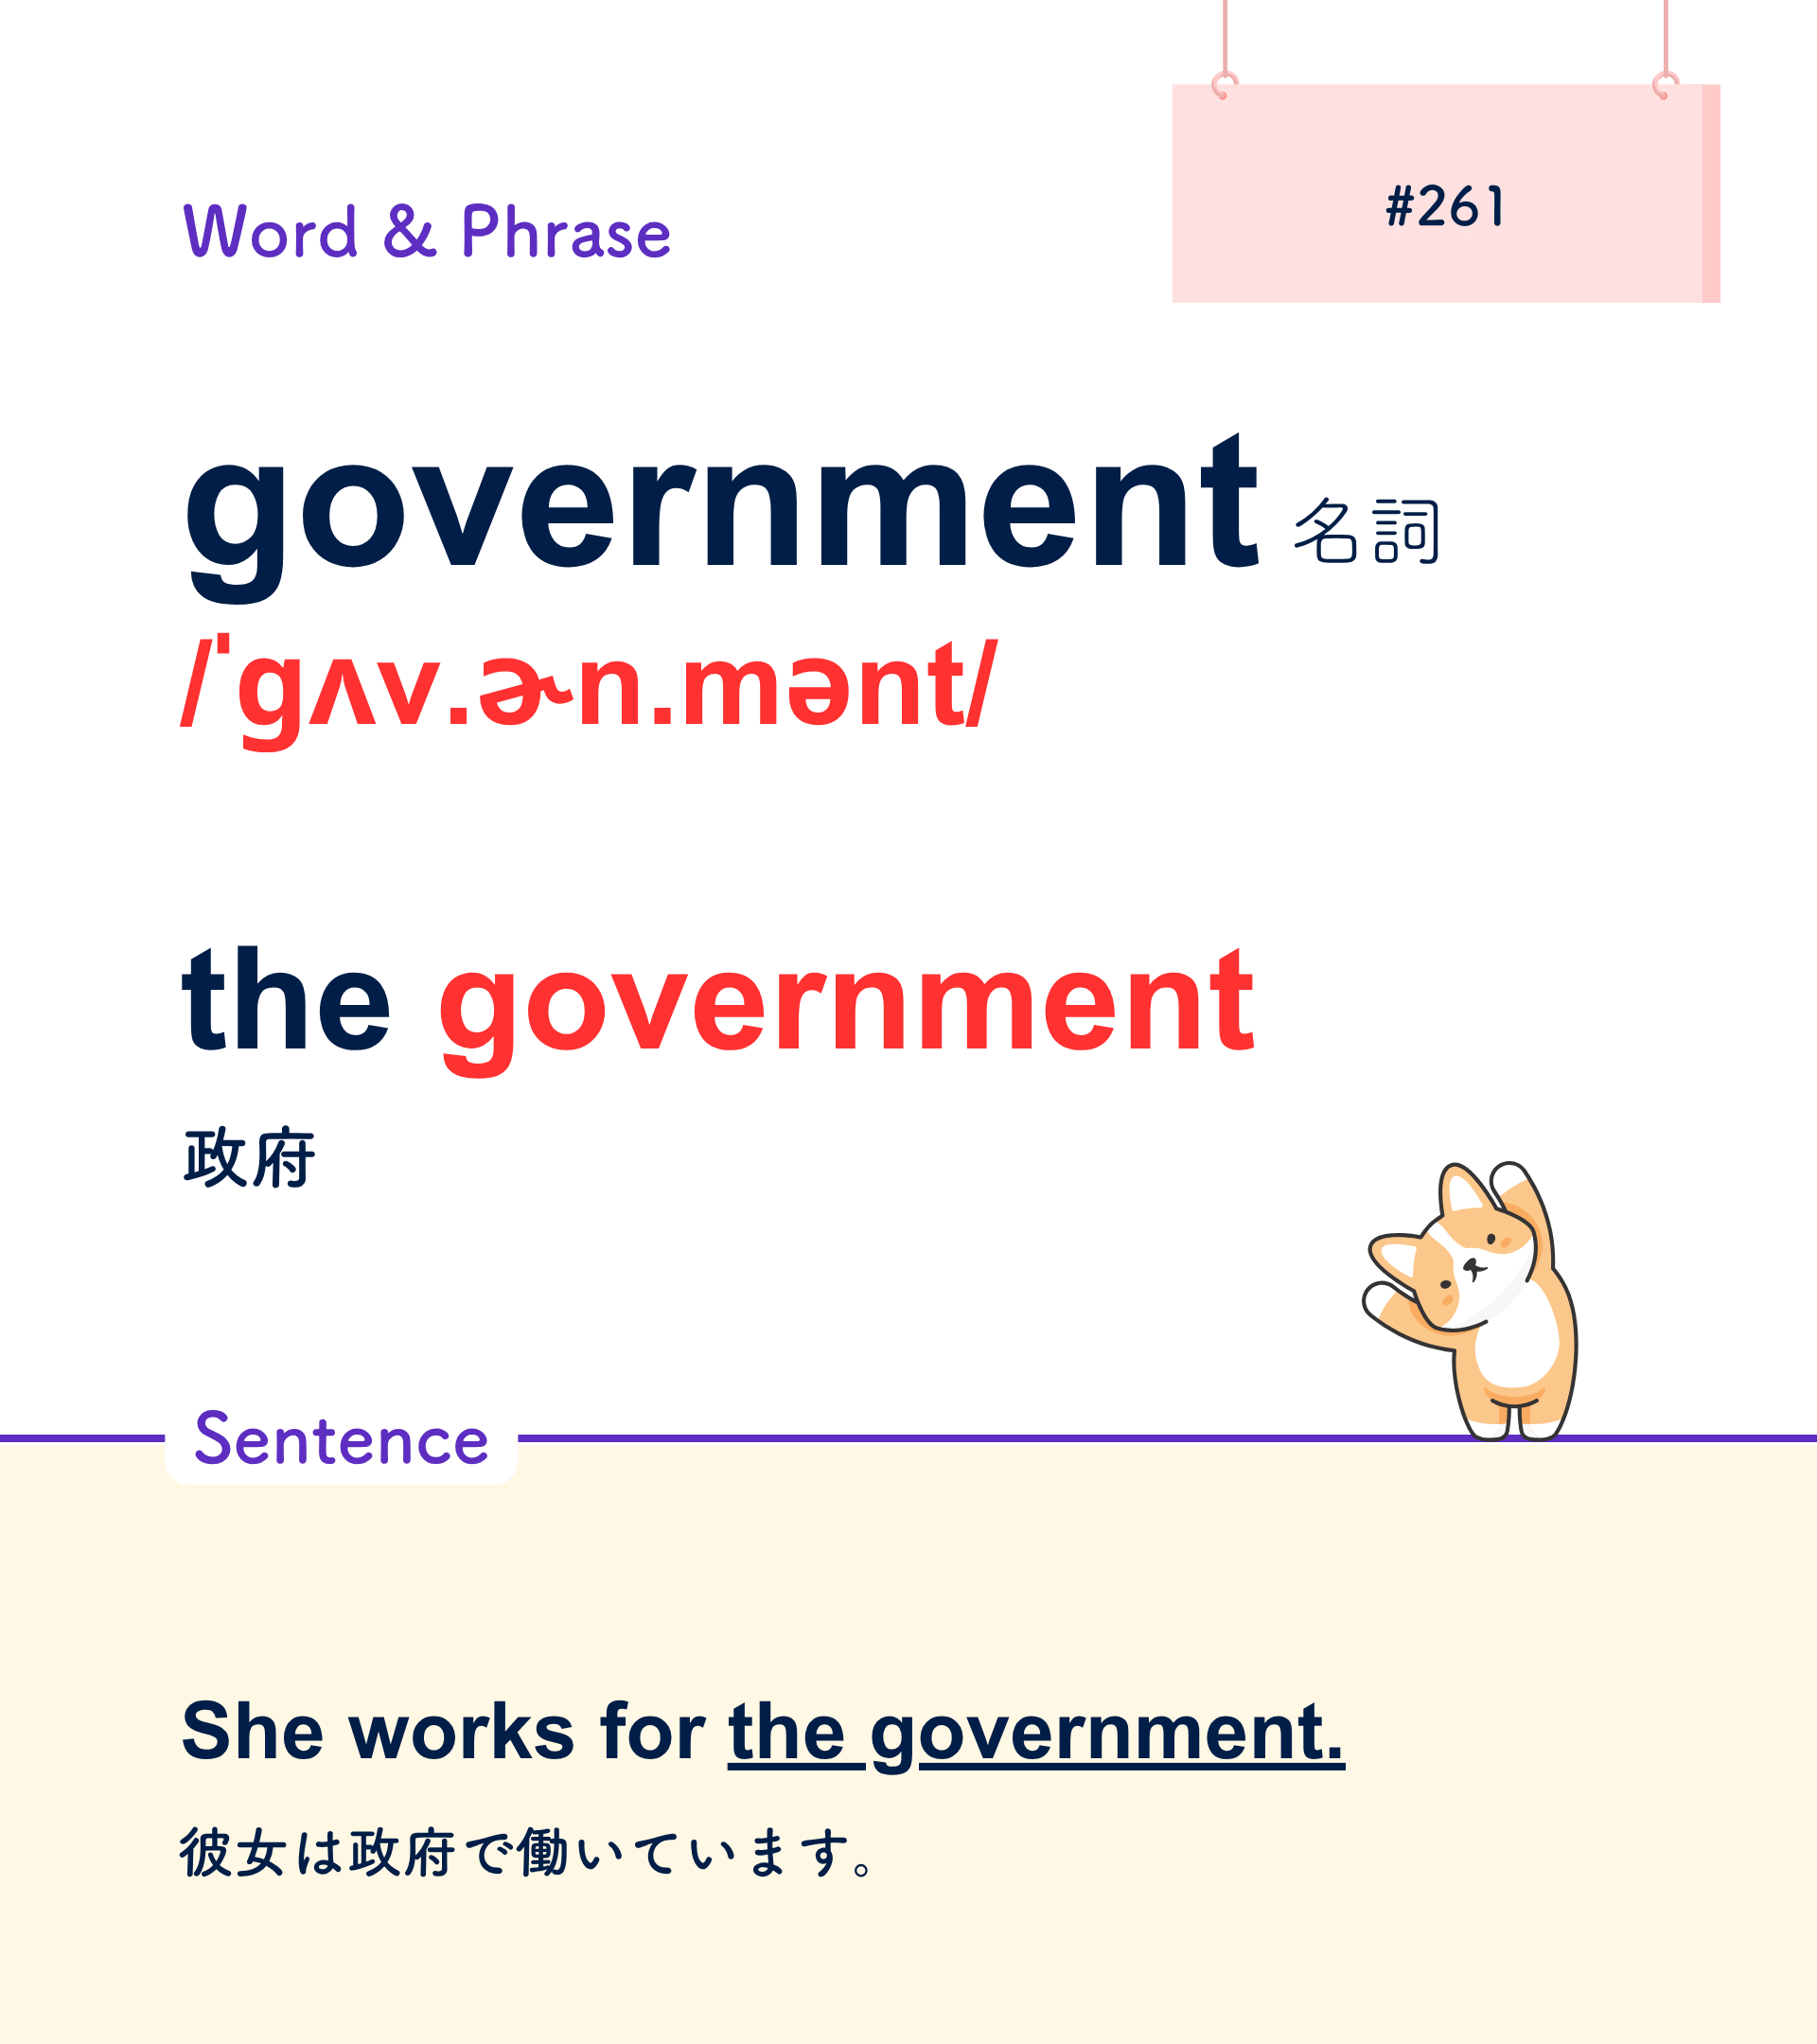 #261
Word & Phrase
government 名詞
/ˈgʌv.ɚn.mənt/
the government
政府
Sentence
She works for the government.
彼女は政府で働いています。